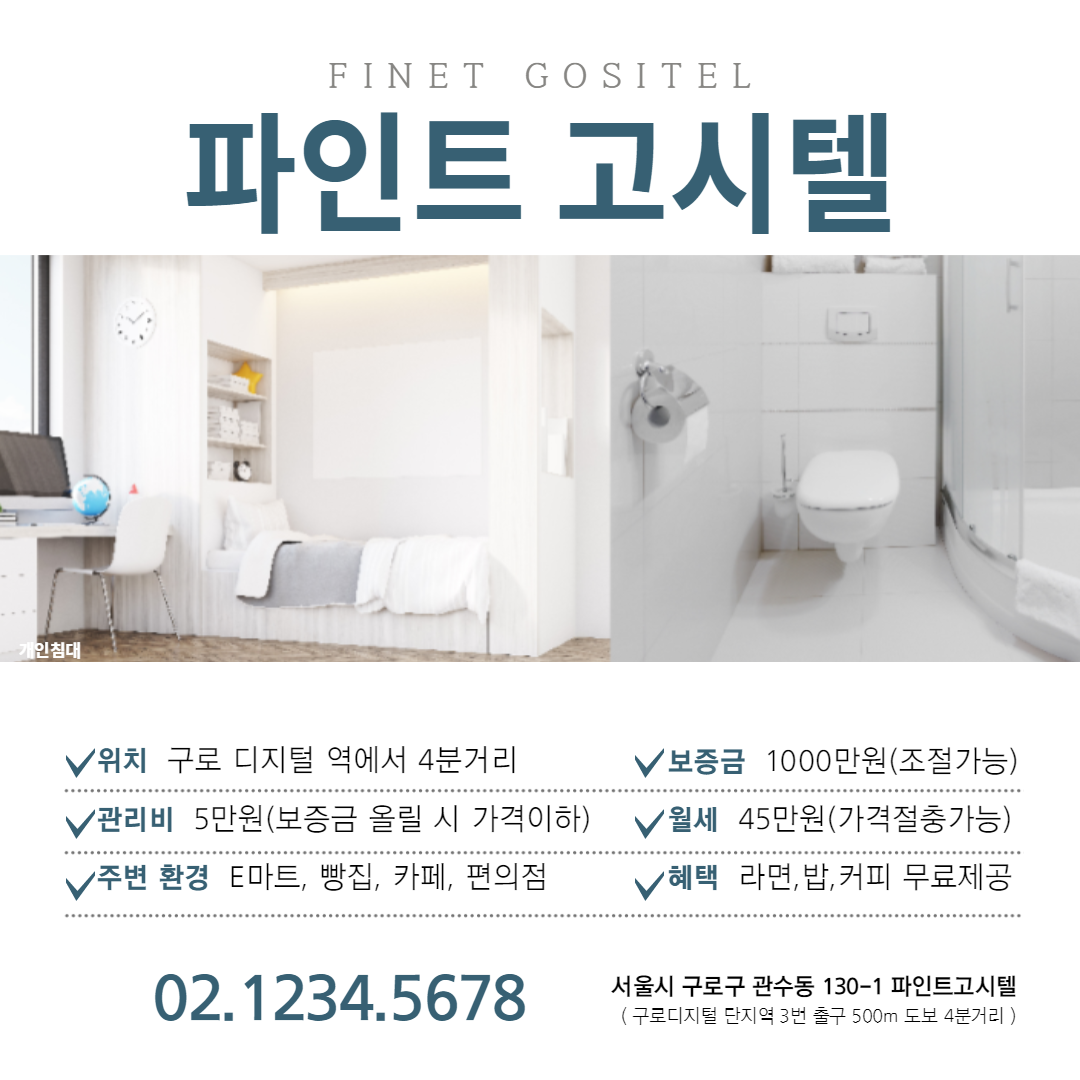 FINET GOSITEL
파인트 고시텔
개인침대
위치 구로 디지털 역에서 4분거리
보증금 1000만원(조절가능)
관리비 5만원(보증금 올릴 시 가격이하)
월세 45만원(가격절충가능)
주변 환경 E마트, 빵집, 카페, 편의점
혜택 라면,밥,커피 무료제공
02.1234.5678
서울시 구로구 관수동 130-1 파인트고시텔
( 구로디지털 단지역 3번 출구 500m 도보 4분거리 )